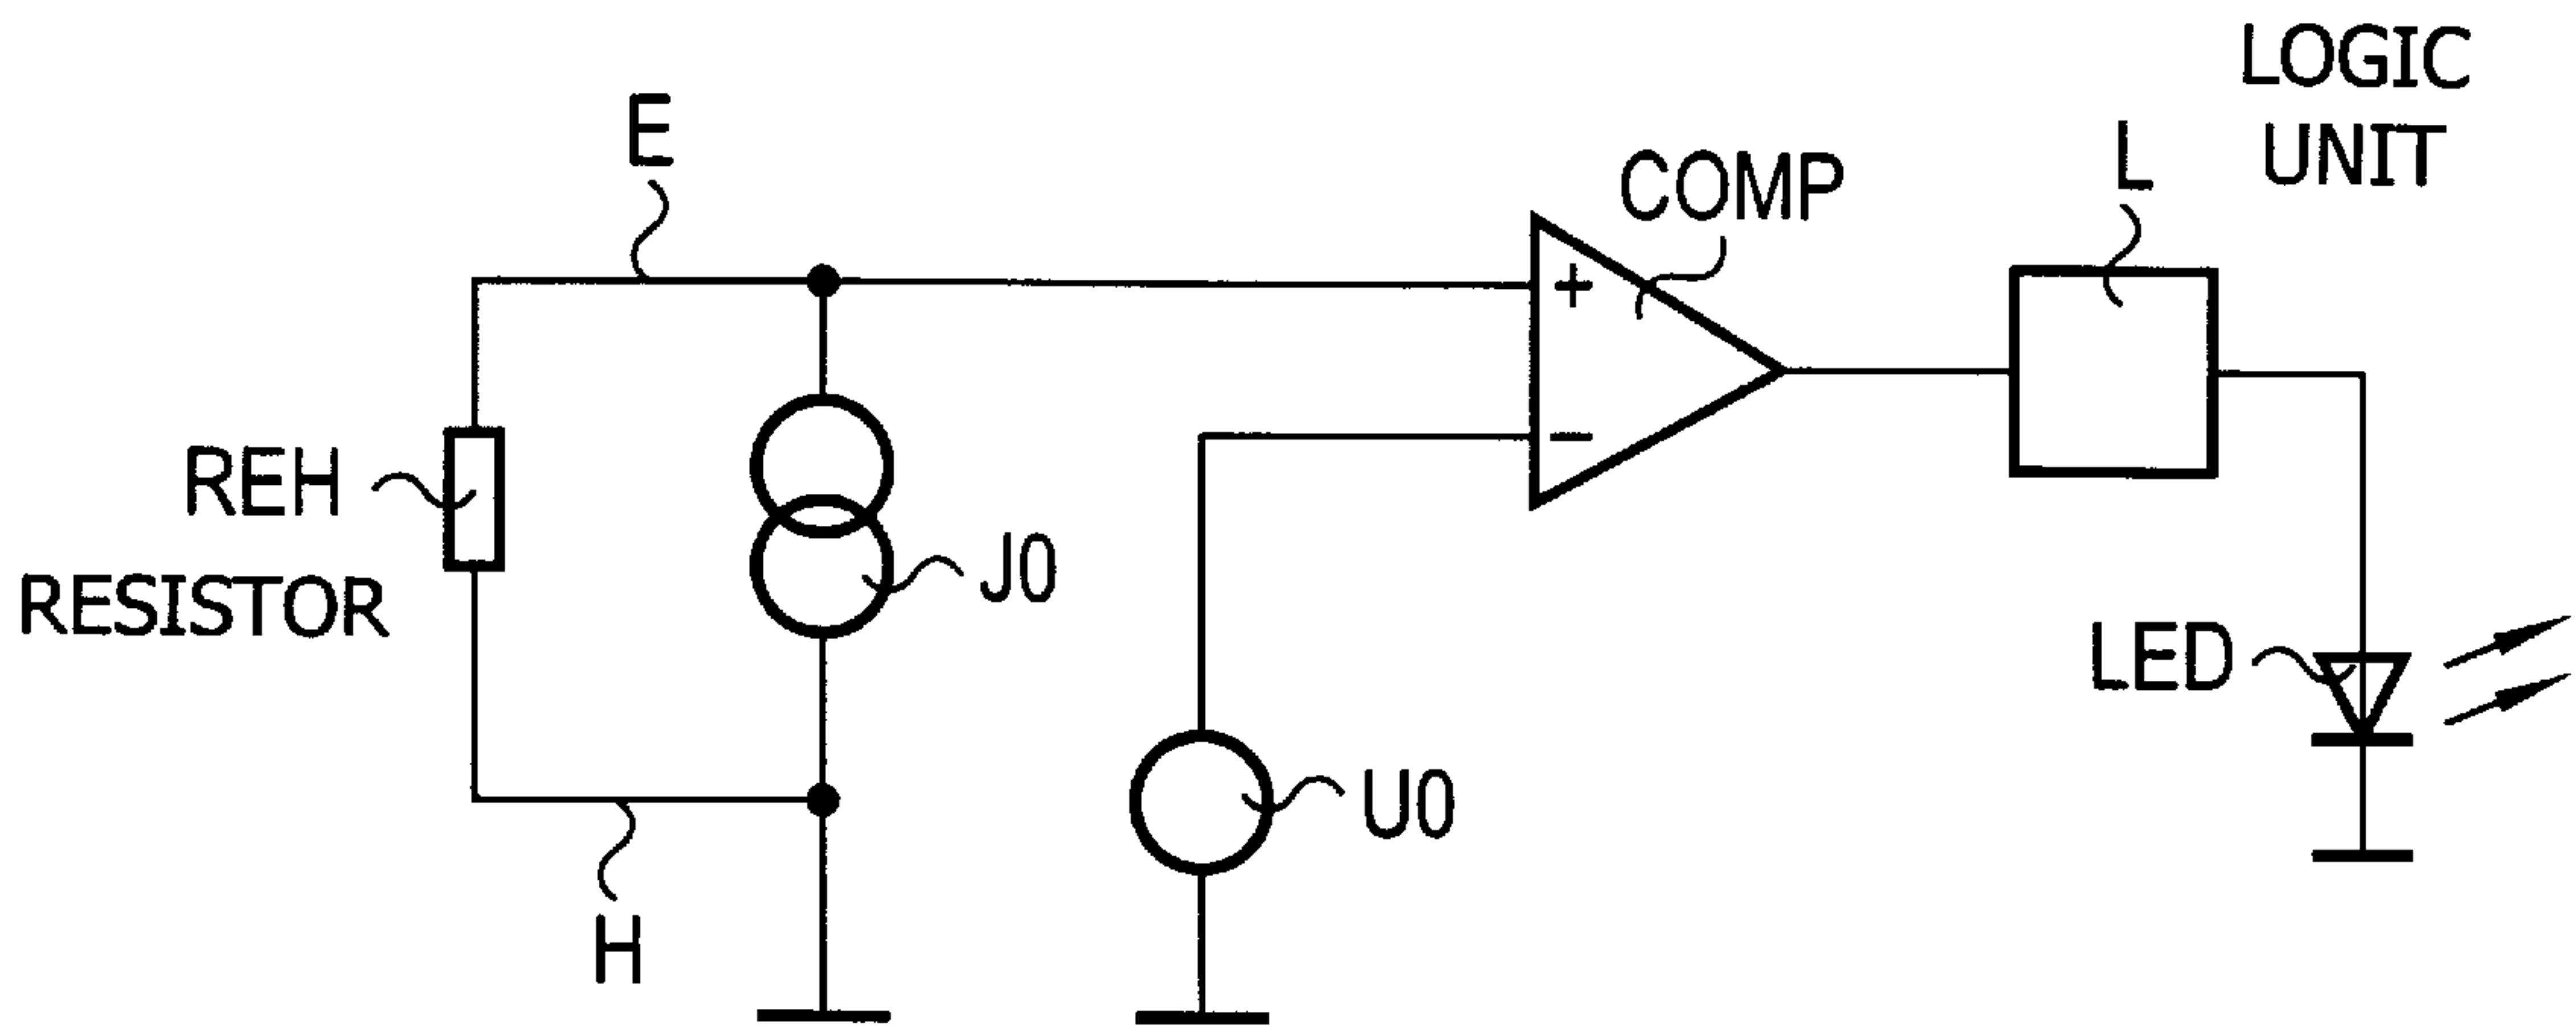 LOGIC
UNIT
E
COMP
L
+
REH
RESISTOR
J0
−
LED
U0
H